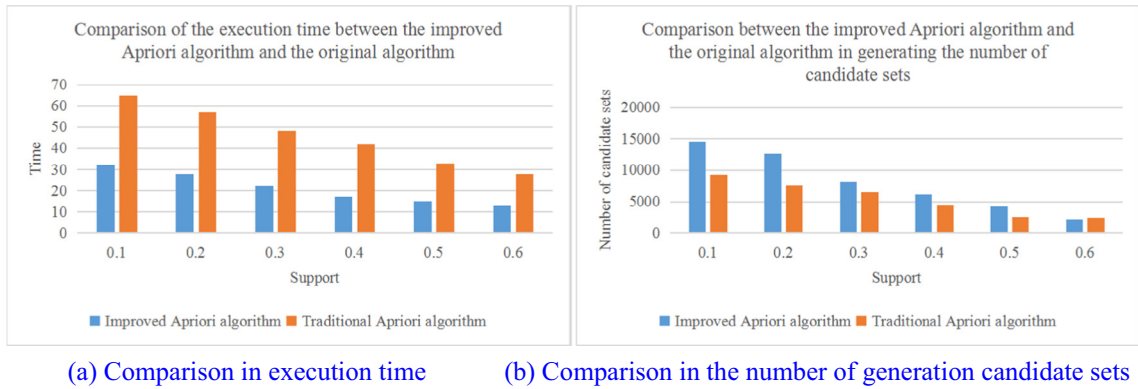 Comparison of the execution time between the improved
Apriori algorithm and the original algorithm
70
60
50
40
30
20
10
0
Time
0.1 0.2 0.3 0.4 0.5 0.6
Support
Improved Apriori algorithm Traditional Apriori algorithm
Comparison between the improved Apriori algorithm and
the original algorithm in generating the number of
candidate sets
20000
15000
10000
5000
0
Number of candidate sets
0.1 0.2 0.3 0.4 0.5 0.6
Support
Improved Apriori algorithm Traditional Apriori algorithm
(a) Comparison in execution time
(b) Comparison in the number of generation candidate sets